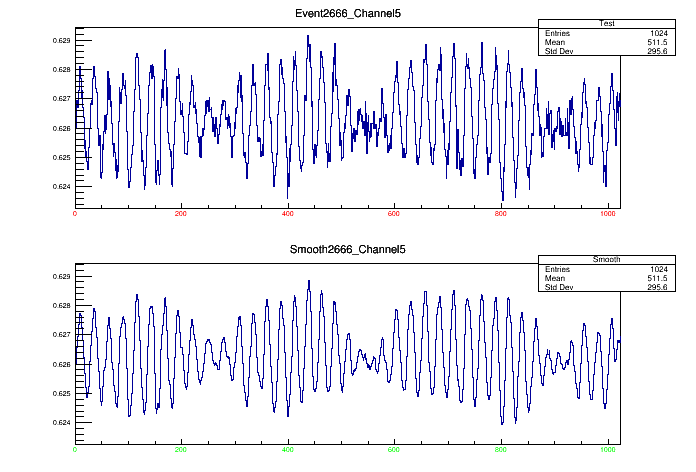 Event2666_Channel5
Test
Entries 1024
Mean 511.5
Std Dev 295.6
0.629
0.628
0.627
0.626
0.625
0.624
0 200 400 600 800 1000
Smooth2666_Channel5
Smooth
Entries 1024
Mean 511.5
Std Dev 295.6
0.629
0.628
0.627
0.626
0.625
0.624
0 200 400 600 800 1000